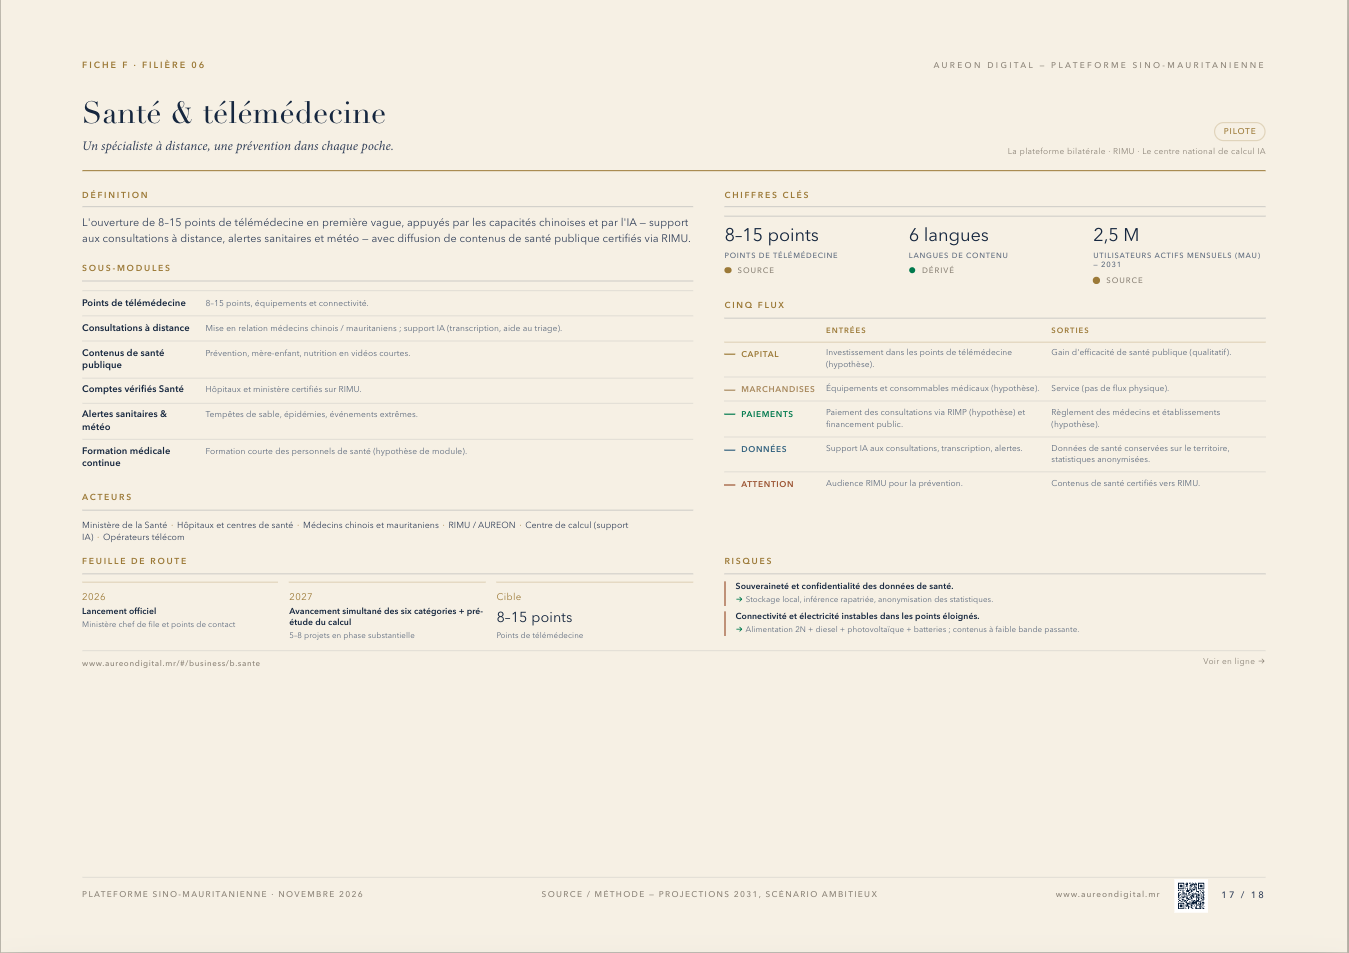 FICHE F · FILIÈRE 06
AUREON DIGITAL – PLATEFORME SINO-MAURITANIENNE
Santé & télémédecine
Un spécialiste à distance, une prévention dans chaque poche.
PILOTE
La plateforme bilatérale · RIMU · Le centre national de calcul IA
DÉFINITION
L'ouverture de 8–15 points de télémédecine en première vague, appuyés par les capacités chinoises et par l'IA – support
aux consultations à distance, alertes sanitaires et météo – avec diffusion de contenus de santé publique certifiés via RIMU.
SOUS-MODULES
Points de télémédecine 8–15 points, équipements et connectivité.
Consultations à distance Mise en relation médecins chinois / mauritaniens ; support IA (transcription, aide au triage).
Contenus de santé Prévention, mère-enfant, nutrition en vidéos courtes.
publique
Comptes vérifiés Santé Hôpitaux et ministère certifiés sur RIMU.
Alertes sanitaires & Tempêtes de sable, épidémies, événements extrêmes.
météo
Formation médicale Formation courte des personnels de santé (hypothèse de module).
continue
ACTEURS
Ministère de la Santé · Hôpitaux et centres de santé · Médecins chinois et mauritaniens · RIMU / AUREON · Centre de calcul (support
IA) · Opérateurs télécom
CHIFFRES CLÉS
8–15 points
POINTS DE TÉLÉMÉDECINE
SOURCE
6 langues
LANGUES DE CONTENU
DÉRIVÉ
2,5 M
UTILISATEURS ACTIFS MENSUELS (MAU)
– 2031
SOURCE
CINQ FLUX
ENTRÉES SORTIES
CAPITAL Investissement dans les points de télémédecine Gain d'efficacité de santé publique (qualitatif).
(hypothèse).
MARCHANDISES Équipements et consommables médicaux (hypothèse). Service (pas de flux physique).
PAIEMENTS Paiement des consultations via RIMP (hypothèse) et Règlement des médecins et établissements
financement public. (hypothèse).
DONNÉES Support IA aux consultations, transcription, alertes. Données de santé conservées sur le territoire,
statistiques anonymisées.
ATTENTION Audience RIMU pour la prévention. Contenus de santé certifiés vers RIMU.
FEUILLE DE ROUTE
2026
Lancement officiel
Ministère chef de file et points de contact
2027
Avancement simultané des six catégories + pré-
étude du calcul
5–8 projets en phase substantielle
Cible
8–15 points
Points de télémédecine
RISQUES
Souveraineté et confidentialité des données de santé.
→ Stockage local, inférence rapatriée, anonymisation des statistiques.
Connectivité et électricité instables dans les points éloignés.
→ Alimentation 2N + diesel + photovoltaïque + batteries ; contenus à faible bande passante.
www.aureondigital.mr/#/business/b.sante
Voir en ligne →
PLATEFORME SINO-MAURITANIENNE · NOVEMBRE 2026
SOURCE / MÉTHODE – PROJECTIONS 2031, SCÉNARIO AMBITIEUX
www.aureondigital.mr
17 / 18